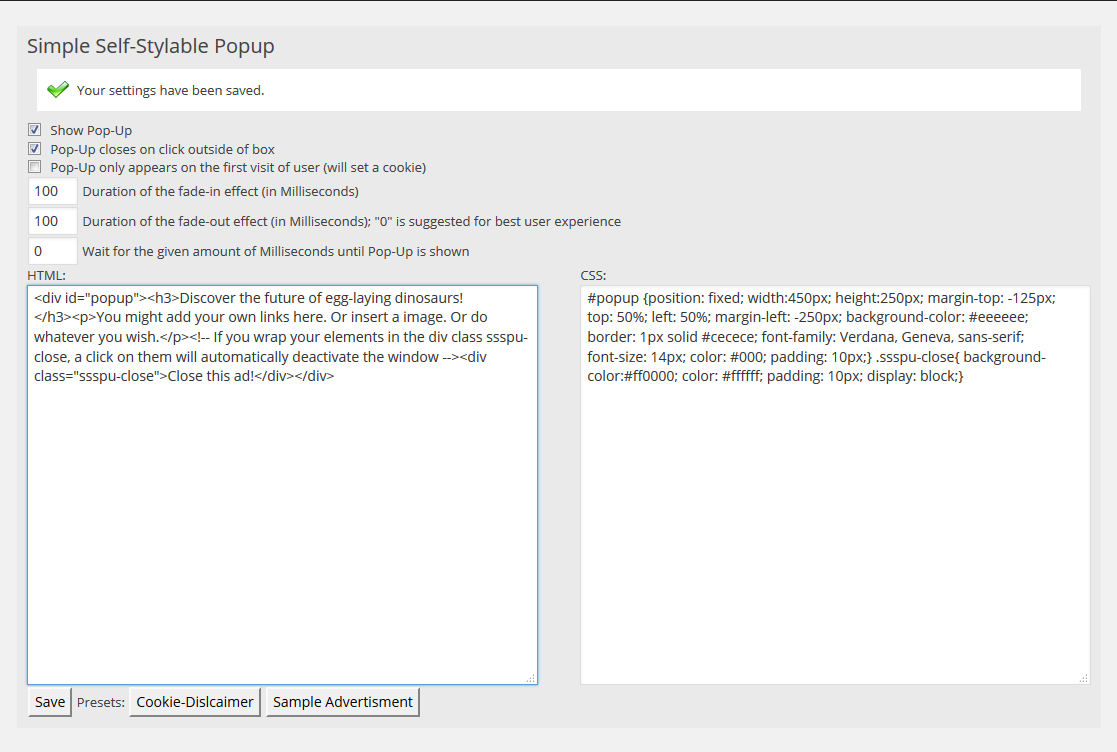 Simple Self-Stylable Popup
Your settings have been saved.
Show Pop-Up
Pop-Up closes on click outside of box
Pop-Up only appears on the first visit of user (will set a cookie)
100 Duration of the fade-in effect (in Milliseconds)
100 Duration of the fade-out effect (in Milliseconds); "0" is suggested for best user experience
0 Wait for the given amount of Milliseconds until Pop-Up is shown
HTML:
<div id="popup"><h3>Discover the future of egg-laying dinosaurs!
</h3><p>You might add your own links here. Or insert a image. Or do
whatever you wish.</p><!-- If you wrap your elements in the div class ssspu-
close, a click on them will automatically deactivate the window --><div
class="ssspu-close">Close this ad!</div></div>
CSS:
#popup {position: fixed; width:450px; height:250px; margin-top: -125px;
top: 50%; left: 50%; margin-left: -250px; background-color: #eeeeee;
border: 1px solid #cecece; font-family: Verdana, Geneva, sans-serif;
font-size: 14px; color: #000; padding: 10px;} .ssspu-close{ background-
color:#ff0000; color: #ffffff; padding: 10px; display: block;}
Save Presets: Cookie-Dislcaimer Sample Advertisment